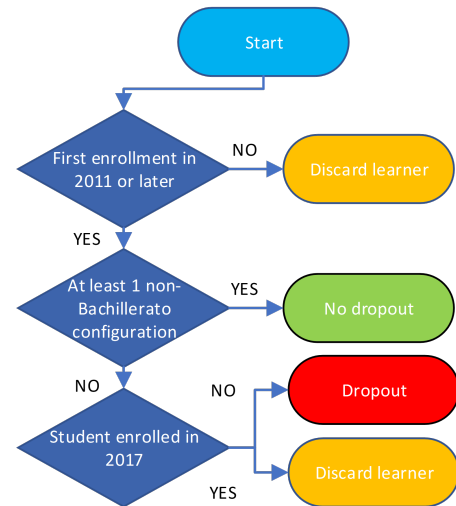 Start
First enrollment in
2011 or later
NO
Discard learner
YES
At least 1 non-
Bachillerato
configuration
YES
No dropout
NO
NO
Dropout
Student enrolled in
2017
YES
Discard learner